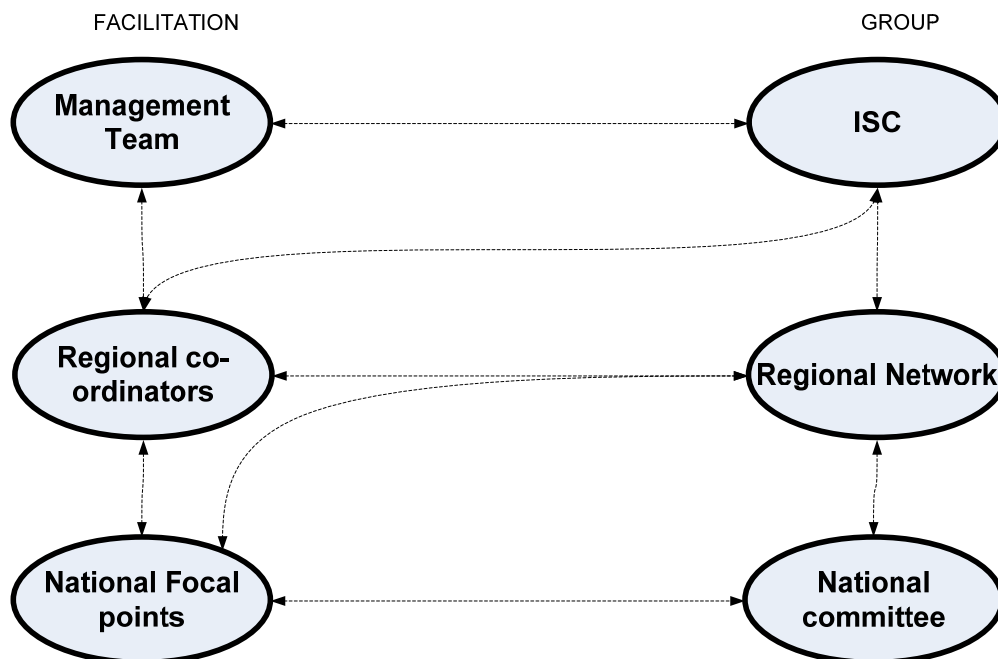 FACILITATION
GROUP
Management
Team
ISC
Regional co-
ordinators
Regional Network
National Focal
points
National
committee